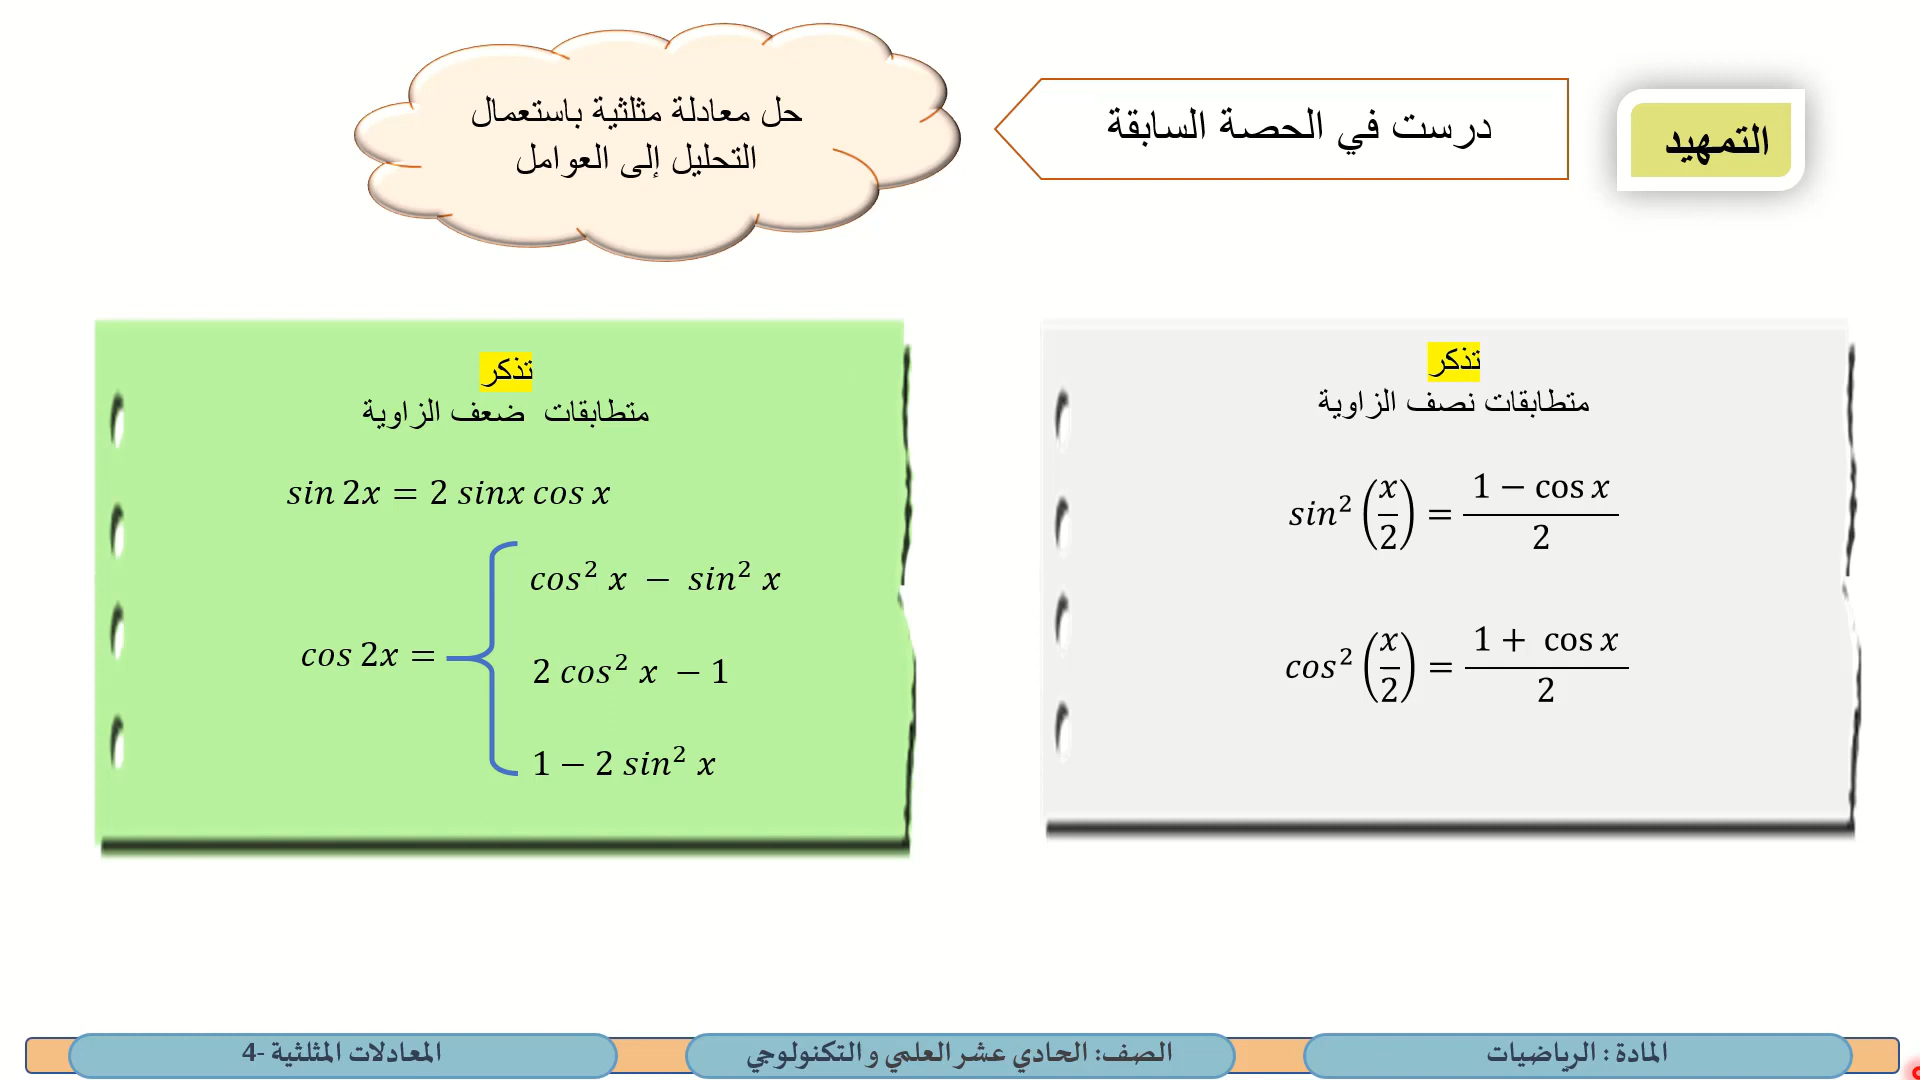 التمهيد
درست في الحصة السابقة
حل معادلة مثلثية باستعمال
التحليل إلى العوامل
تذكر
متطابقات نصف الزاوية
sin² (x/2) = (1 − cos x)/2
cos² (x/2) = (1 + cos x)/2
تذكر
متطابقات ضعف الزاوية
sin 2x = 2 sinx cos x
cos 2x =
cos² x − sin² x
2 cos² x − 1
1 − 2 sin² x
المادة : الرياضيات
الصف: الحادي عشر العلمي و التكنولوجي
المعادلات المثلثية -4